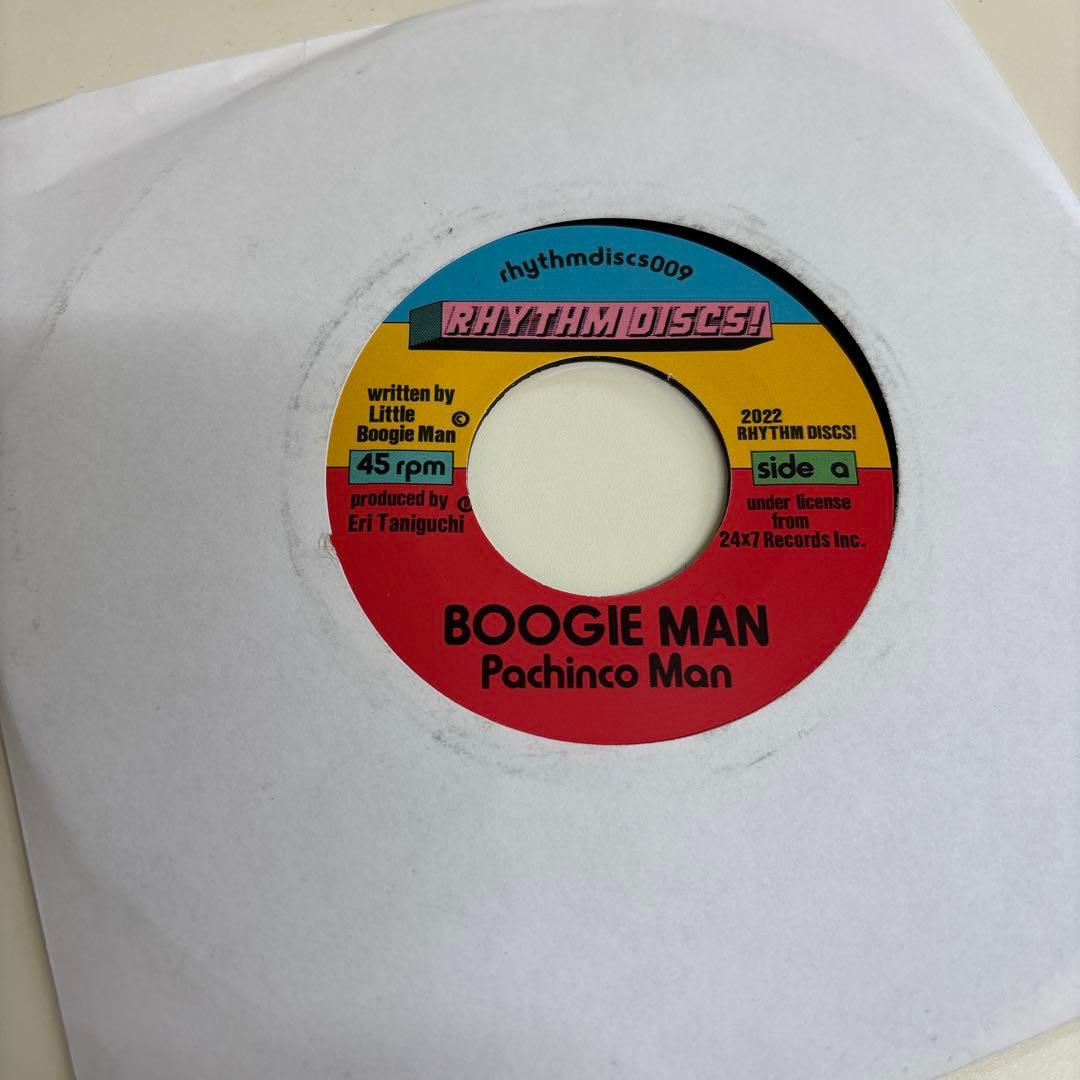 rhythmdiscs009
RHYTHM DISCS!
written by
Little
Boogie Man
©
45 rpm
produced by ℗
Eri Taniguchi
2022
RHYTHM DISCS!
side a
under license
from
24x7 Records Inc.
BOOGIE MAN
Pachinco Man